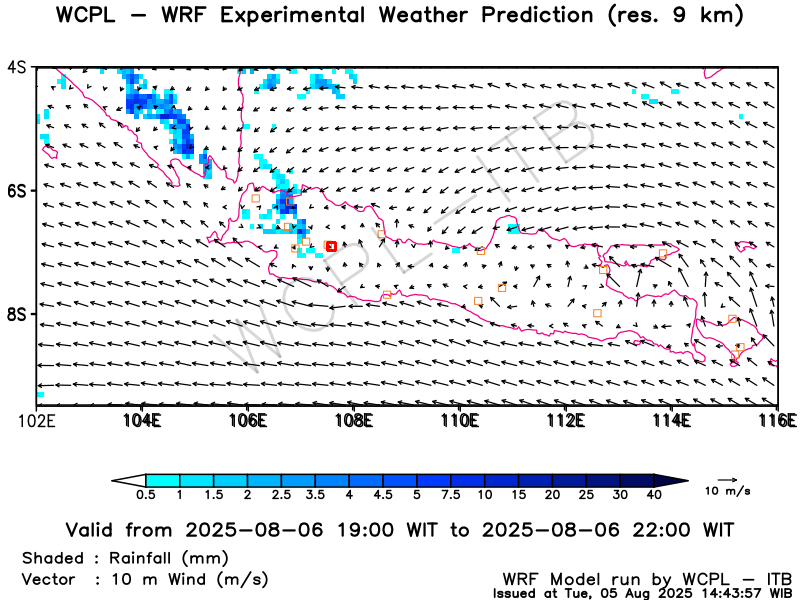 WCPL – WRF Experimental Weather Prediction (res. 9 km)
4S
6S
8S
WCPL–ITB
102E 104E 106E 108E 110E 112E 114E 116E
0.5 1 1.5 2 2.5 3.5 4 4.5 5 7.5 10 15 20 25 30 40
10 m/s
Valid from 2025–08–06 19:00 WIT to 2025–08–06 22:00 WIT
Shaded : Rainfall (mm)
Vector : 10 m Wind (m/s)
WRF Model run by WCPL – ITB
Issued at Tue, 05 Aug 2025 14:43:57 WIB